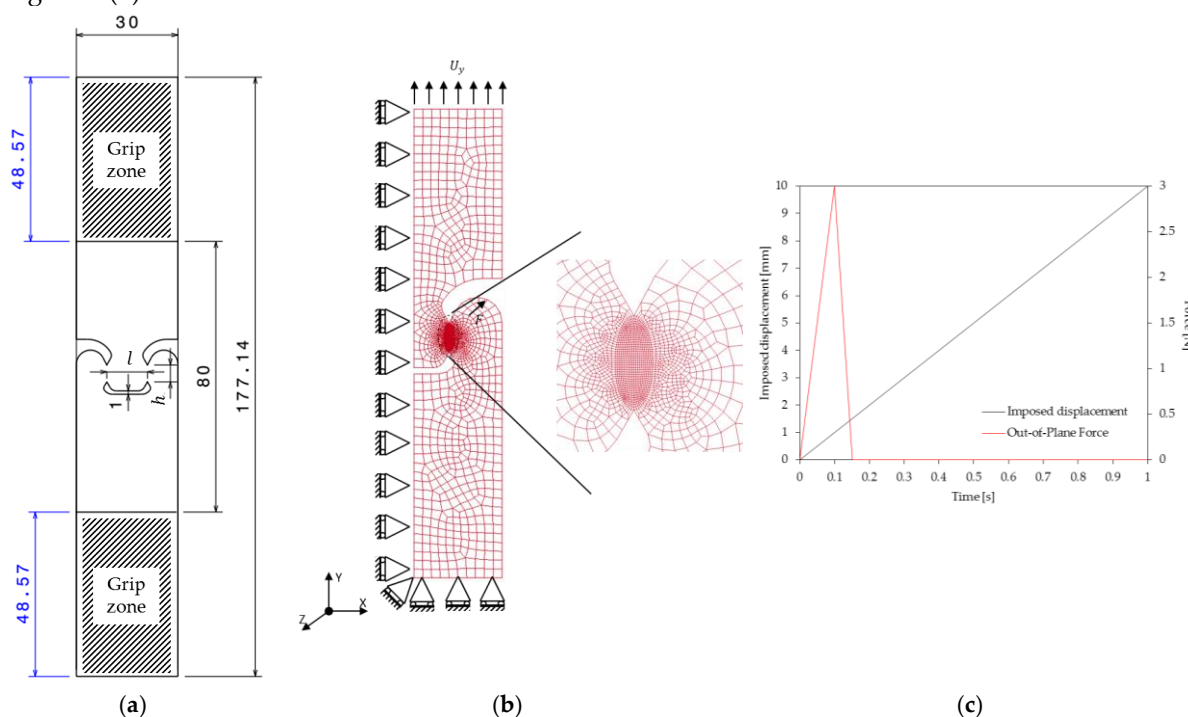 30
48.57
Grip
zone
l
1
h
80
177.14
48.57
Grip
zone
(a)
U_y
F
Y
X
Z
(b)
10
9
8
7
6
5
4
3
2
1
0
Imposed displacement [mm]
3
2.5
2
1.5
1
0.5
0
0
0.1
0.2
0.3
0.4
0.5
0.6
0.7
0.8
0.9
1
Time [s]
Imposed displacement
Out-of-Plane Force
(c)